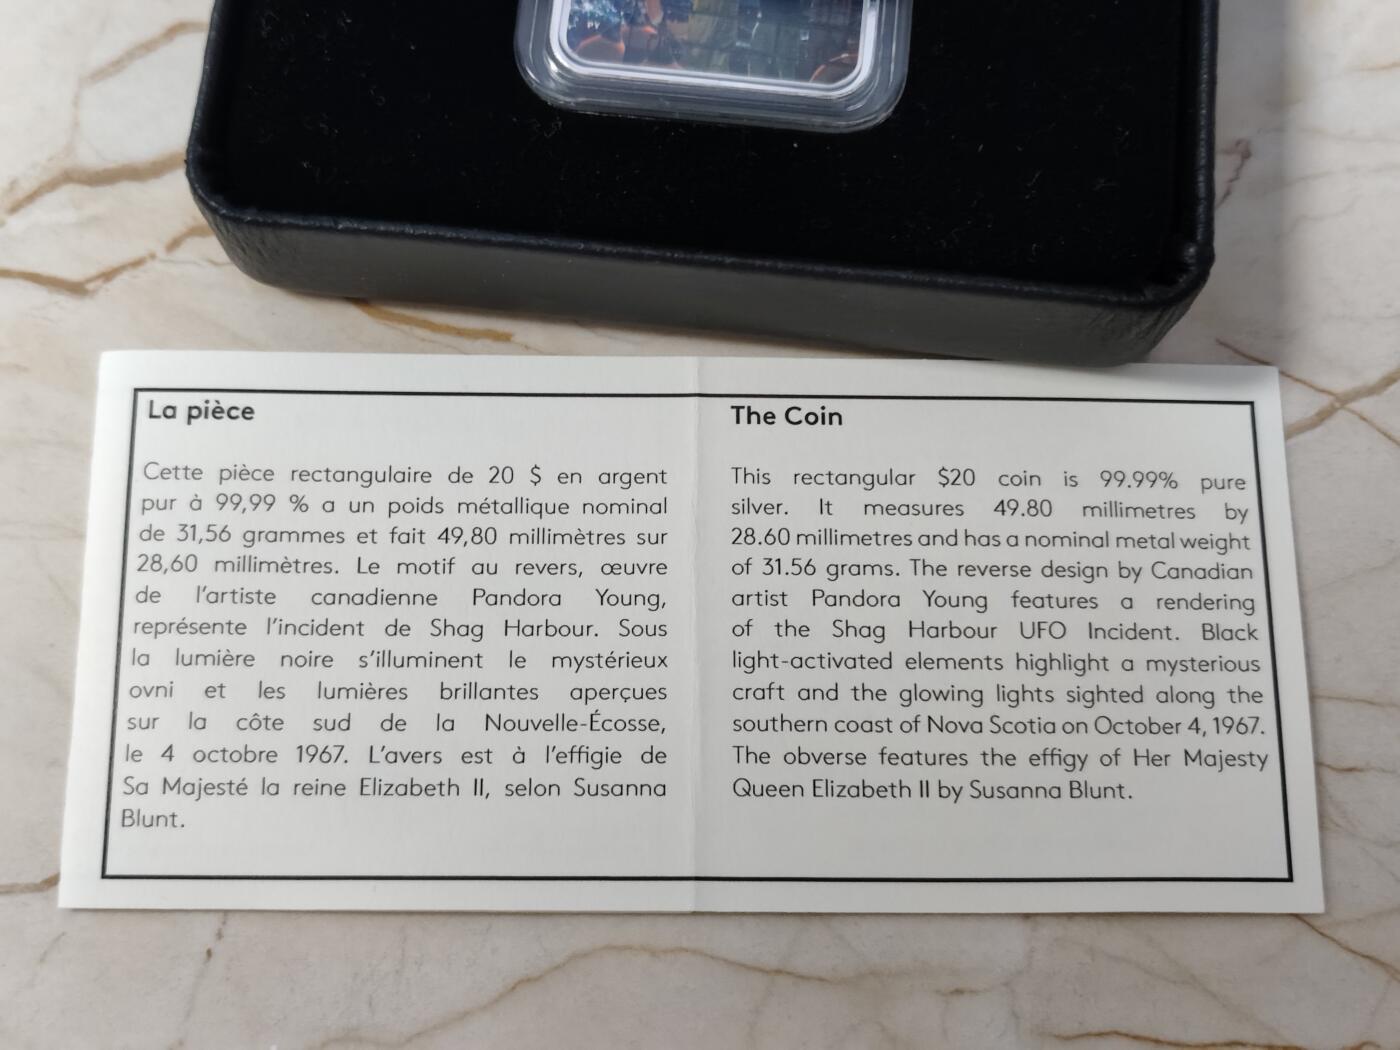 La pièce
Cette pièce rectangulaire de 20 $ en argent
pur à 99,99 % a un poids métallique nominal
de 31,56 grammes et fait 49,80 millimètres sur
28,60 millimètres. Le motif au revers, œuvre
de l'artiste canadienne Pandora Young,
représente l'incident de Shag Harbour. Sous
la lumière noire s'illuminent le mystérieux
ovni et les lumières brillantes aperçues
sur la côte sud de la Nouvelle-Écosse,
le 4 octobre 1967. L'avers est à l'effigie de
Sa Majesté la reine Elizabeth II, selon Susanna
Blunt.
The Coin
This rectangular $20 coin is 99.99% pure
silver. It measures 49.80 millimetres by
28.60 millimetres and has a nominal metal weight
of 31.56 grams. The reverse design by Canadian
artist Pandora Young features a rendering
of the Shag Harbour UFO Incident. Black
light-activated elements highlight a mysterious
craft and the glowing lights sighted along the
southern coast of Nova Scotia on October 4, 1967.
The obverse features the effigy of Her Majesty
Queen Elizabeth II by Susanna Blunt.